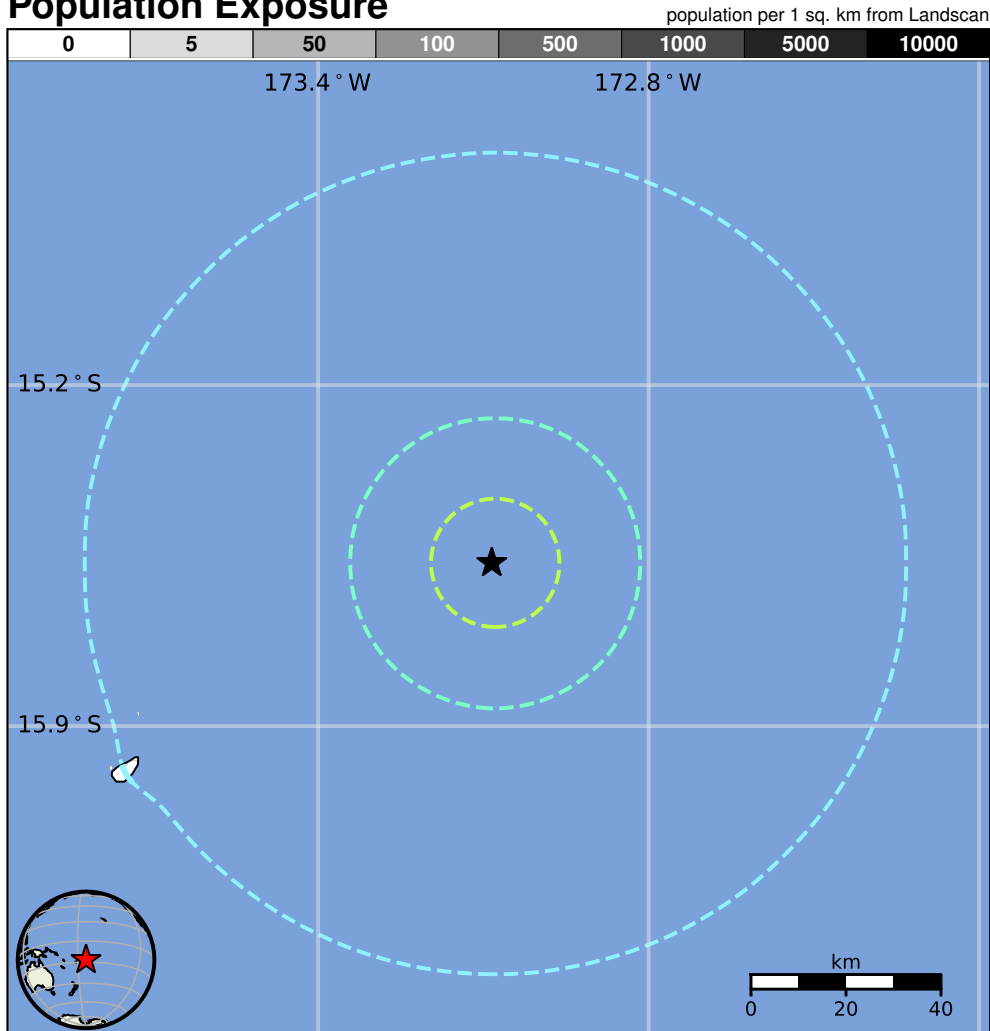 Population Exposure
population per 1 sq. km from Landscan
0 5 50 100 500 1000 5000 10000
173.4°W 172.8°W
15.2°S
15.9°S
km
0 20 40